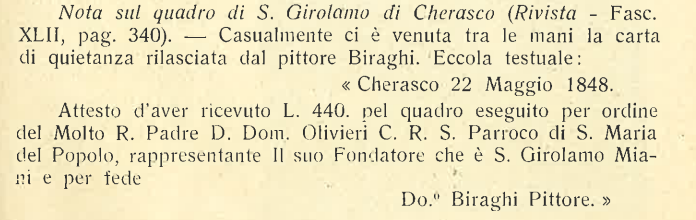 Nota sul quadro di S. Girolamo di Cherasco (Rivista - Fasc.
XLII, pag. 340). — Casualmente ci è venuta tra le mani la carta
di quietanza rilasciata dal pittore Biraghi. Eccola testuale:
« Cherasco 22 Maggio 1848.
Attesto d'aver ricevuto L. 440. pel quadro eseguito per ordine
del Molto R. Padre D. Dom. Olivieri C. R. S. Parroco di S. Maria
del Popolo, rappresentante Il suo Fondatore che è S. Girolamo Mia-
ni e per fede
Do.º Biraghi Pittore. »